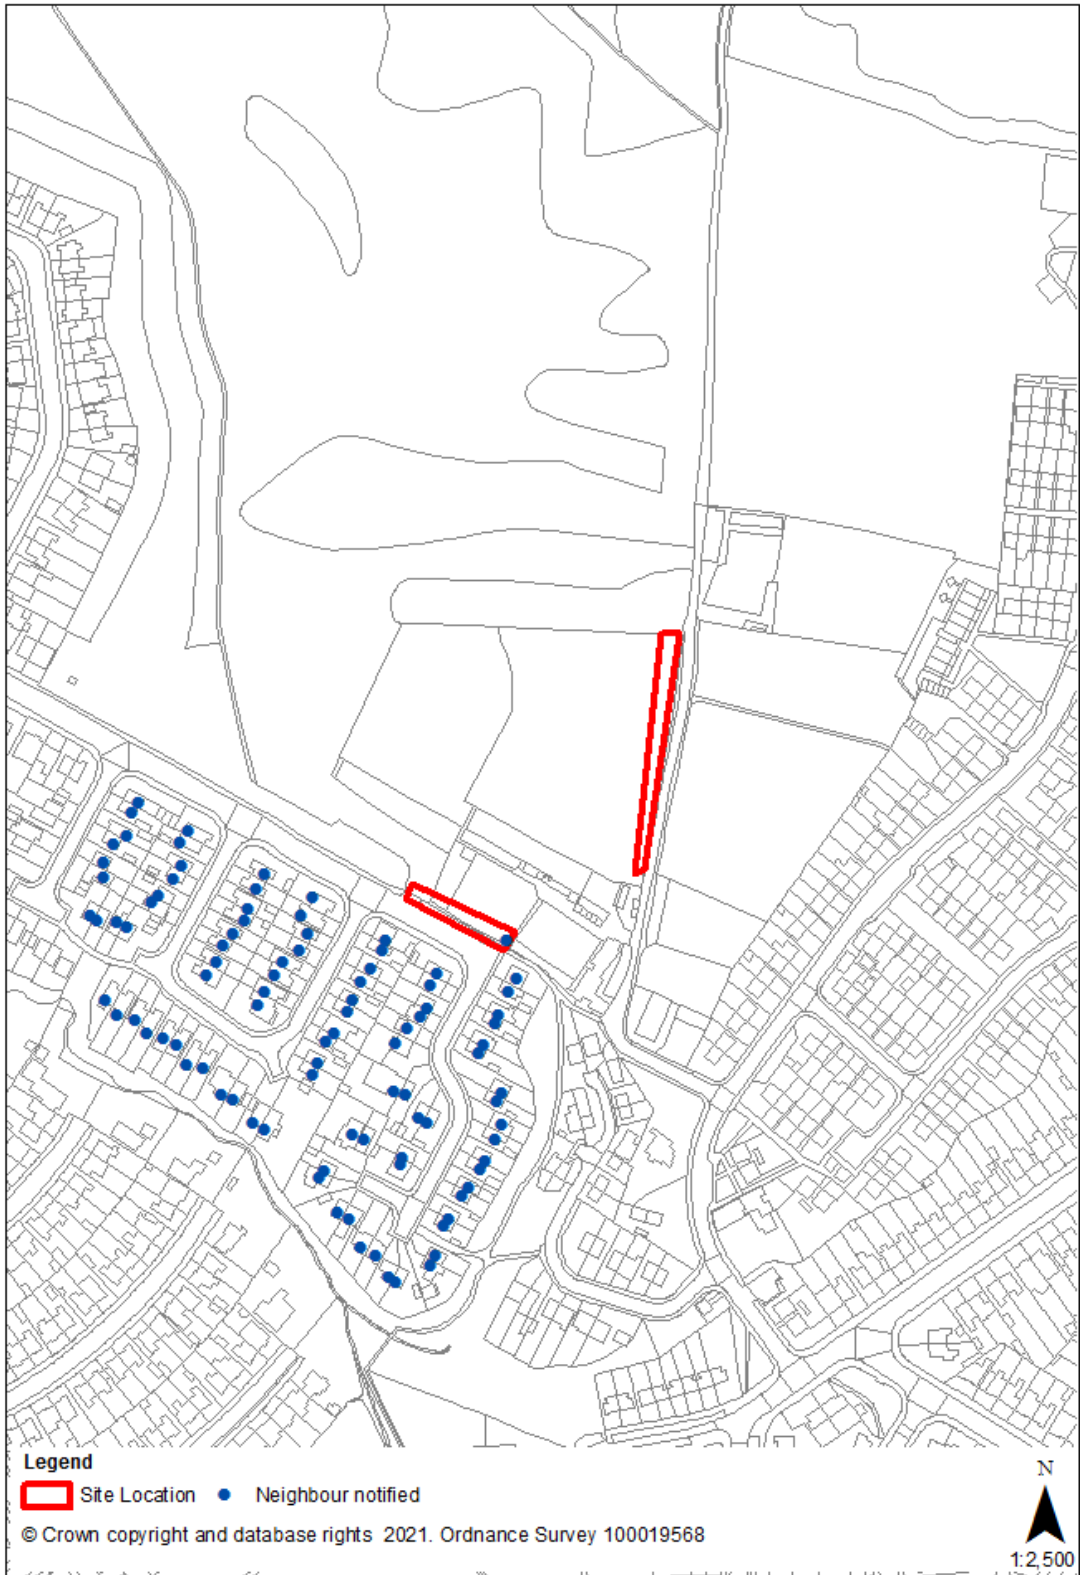 Legend
Site Location Neighbour notified
© Crown copyright and database rights 2021. Ordnance Survey 100019568
N
1:2,500